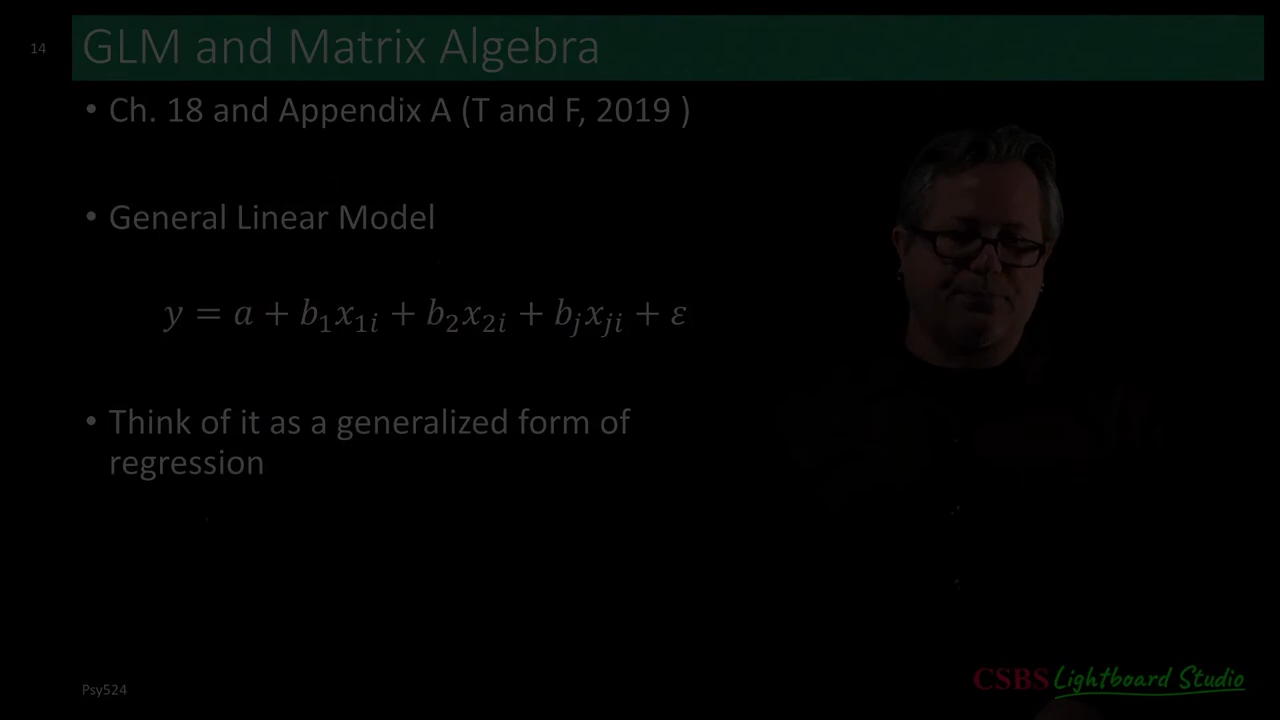 14
GLM and Matrix Algebra
• Ch. 18 and Appendix A (T and F, 2019 )
• General Linear Model
y = a + b₁x₁ᵢ + b₂x₂ᵢ + bⱼxⱼᵢ + ε
• Think of it as a generalized form of
regression
Psy524
CSBS Lightboard Studio